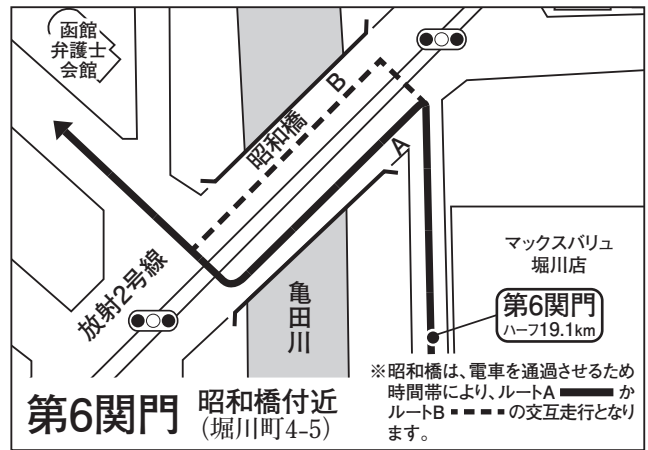 函館
弁護士
会館
B
昭和橋
A
放射2号線
亀田川
マックスバリュ
堀川店
第6関門
ハーフ19.1km
※昭和橋は、電車を通過させるため
時間帯により、ルートA か
ルートB の交互走行となり
ます。
第6関門 昭和橋付近
(堀川町4-5)